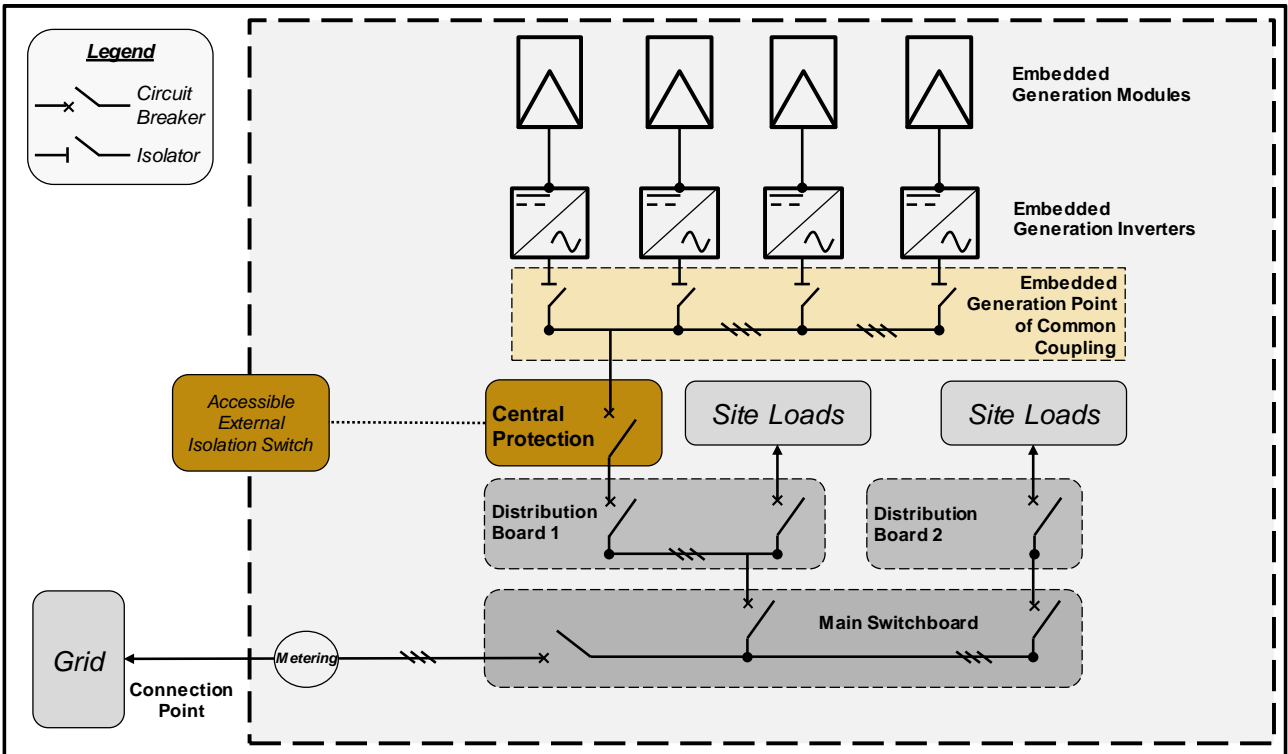 Legend
Circuit
Breaker
Isolator
Embedded
Generation Modules
Embedded
Generation Inverters
Embedded
Generation Point
of Common
Coupling
Accessible
External
Isolation Switch
Central
Protection
Site Loads
Site Loads
Distribution
Board 1
Distribution
Board 2
Main Switchboard
Grid
Metering
Connection
Point